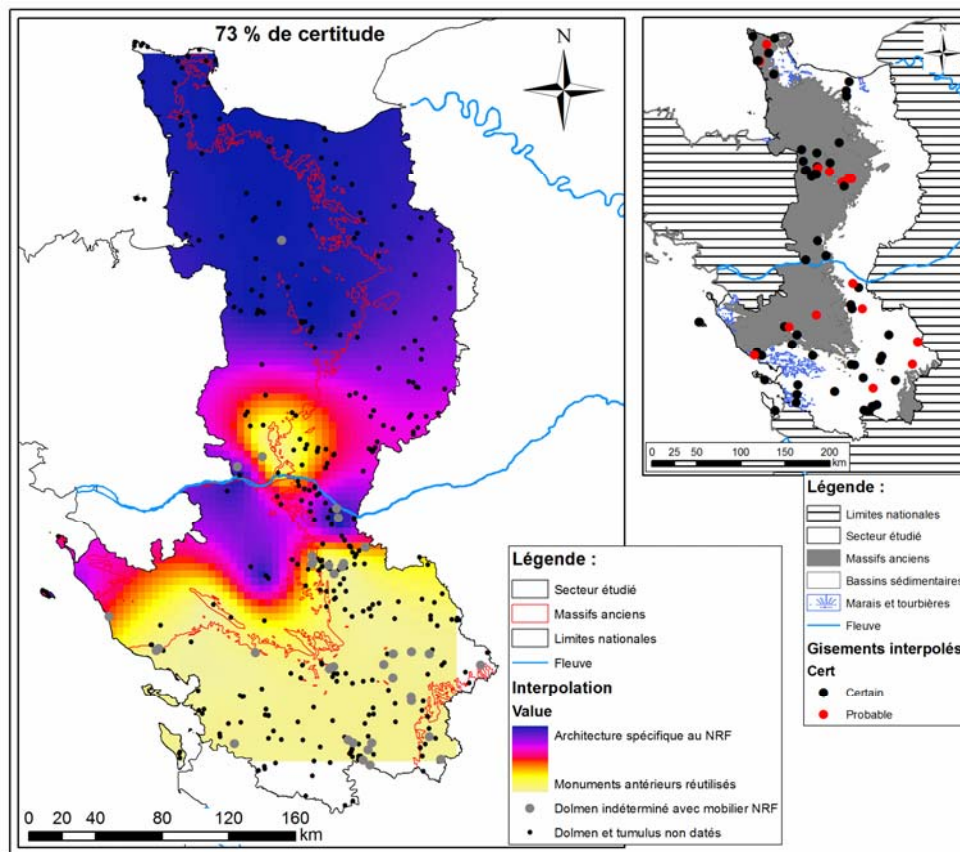 73 % de certitude
N
0 20 40 80 120 160
km
Légende :
Secteur étudié
Massifs anciens
Limites nationales
Fleuve
Interpolation
Value
Architecture spécifique au NRF
Monuments antérieurs réutilisés
Dolmen indéterminé avec mobilier NRF
Dolmen et tumulus non datés
N
0 25 50 100 150 200
km
Légende :
Limites nationales
Secteur étudié
Massifs anciens
Bassins sédimentaires
Marais et tourbières
Fleuve
Gisements interpolés
Cert
Certain
Probable